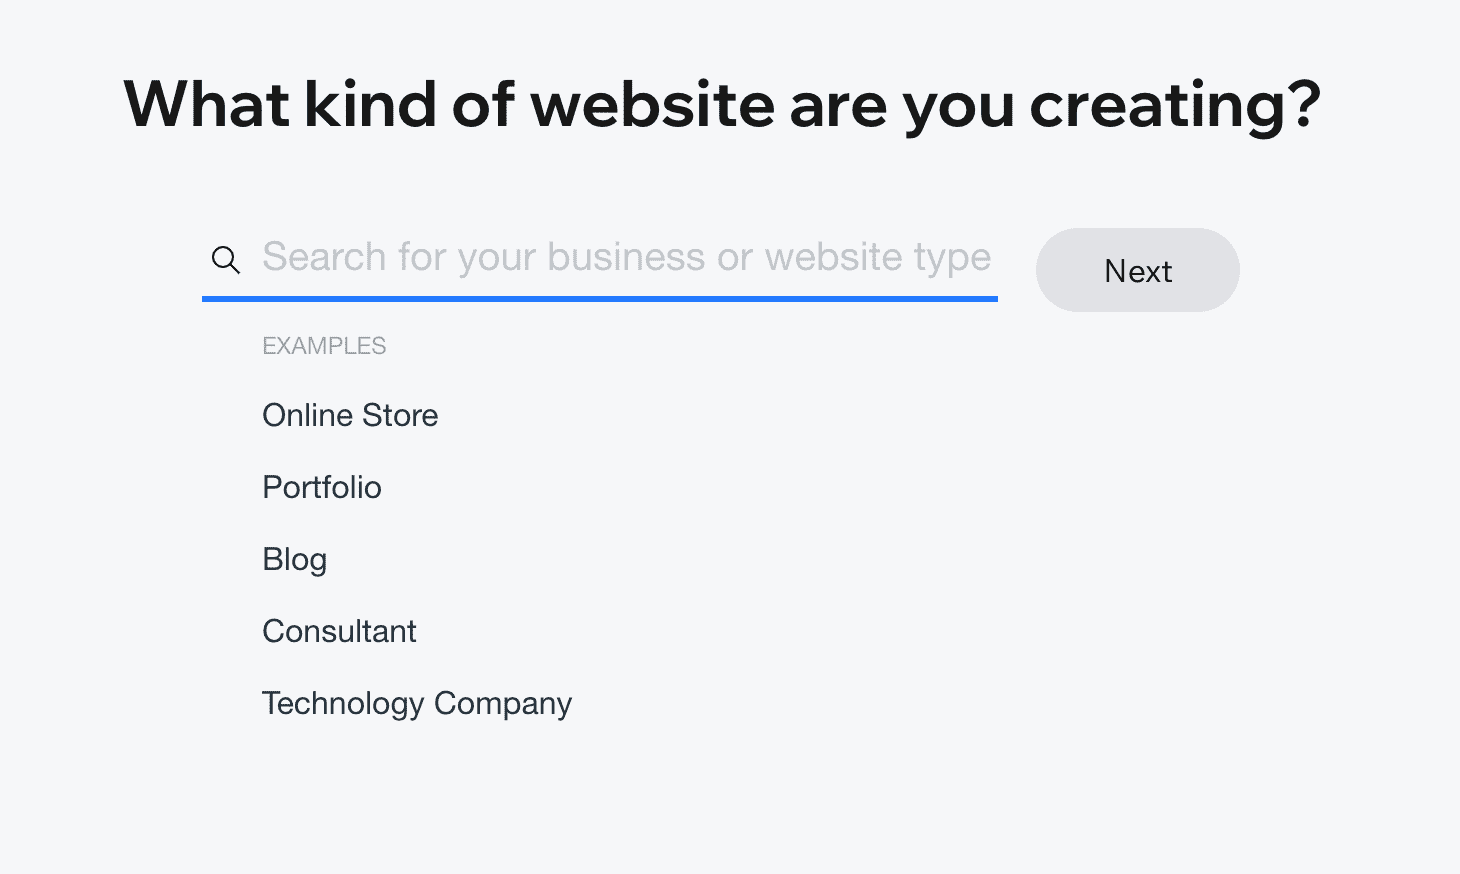 What kind of website are you creating?
Search for your business or website type
Next
EXAMPLES
Online Store
Portfolio
Blog
Consultant
Technology Company